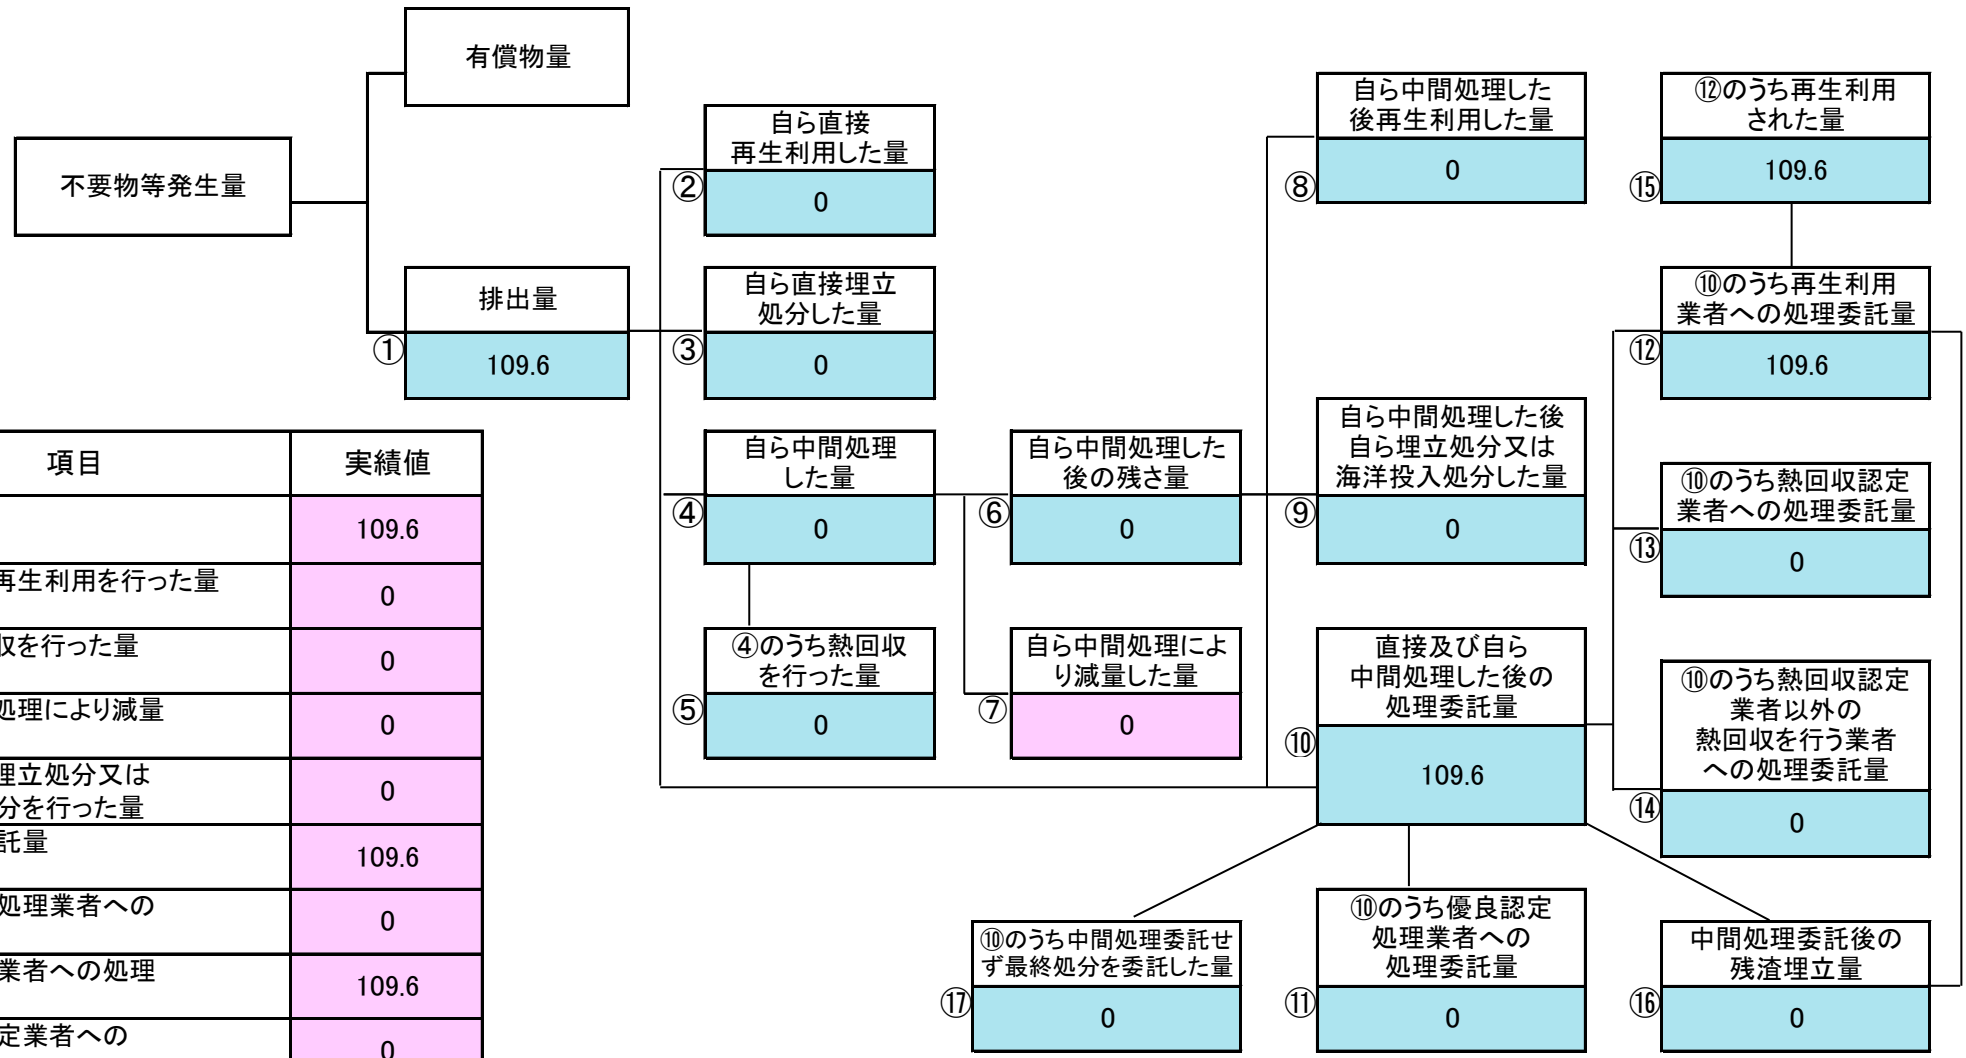 有償物量
不要物等発生量
排出量
①
109.6
自ら直接
再生利用した量
②
0
自ら直接埋立
処分した量
③
0
自ら中間処理
した量
④
0
④のうち熱回収
を行った量
⑤
0
自ら中間処理した
後の残さ量
⑥
0
自ら中間処理によ
り減量した量
⑦
0
自ら中間処理した
後再生利用した量
⑧
0
自ら中間処理した後
自ら埋立処分又は
海洋投入処分した量
⑨
0
直接及び自ら
中間処理した後の
処理委託量
⑩
109.6
⑫のうち再生利用
された量
⑮
109.6
⑩のうち再生利用
業者への処理委託量
⑫
109.6
⑩のうち熱回収認定
業者への処理委託量
⑬
0
⑩のうち熱回収認定
業者以外の
熱回収を行う業者
への処理委託量
⑭
0
⑩のうち中間処理委託せ
ず最終処分を委託した量
⑰
0
⑩のうち優良認定
処理業者への
処理委託量
⑪
0
中間処理委託後の
残渣埋立量
⑯
0
項目
実績値
109.6
再生利用を行った量
0
収を行った量
0
処理により減量
0
埋立処分又は
分を行った量
0
託量
109.6
処理業者への
0
業者への処理
109.6
定業者への
0